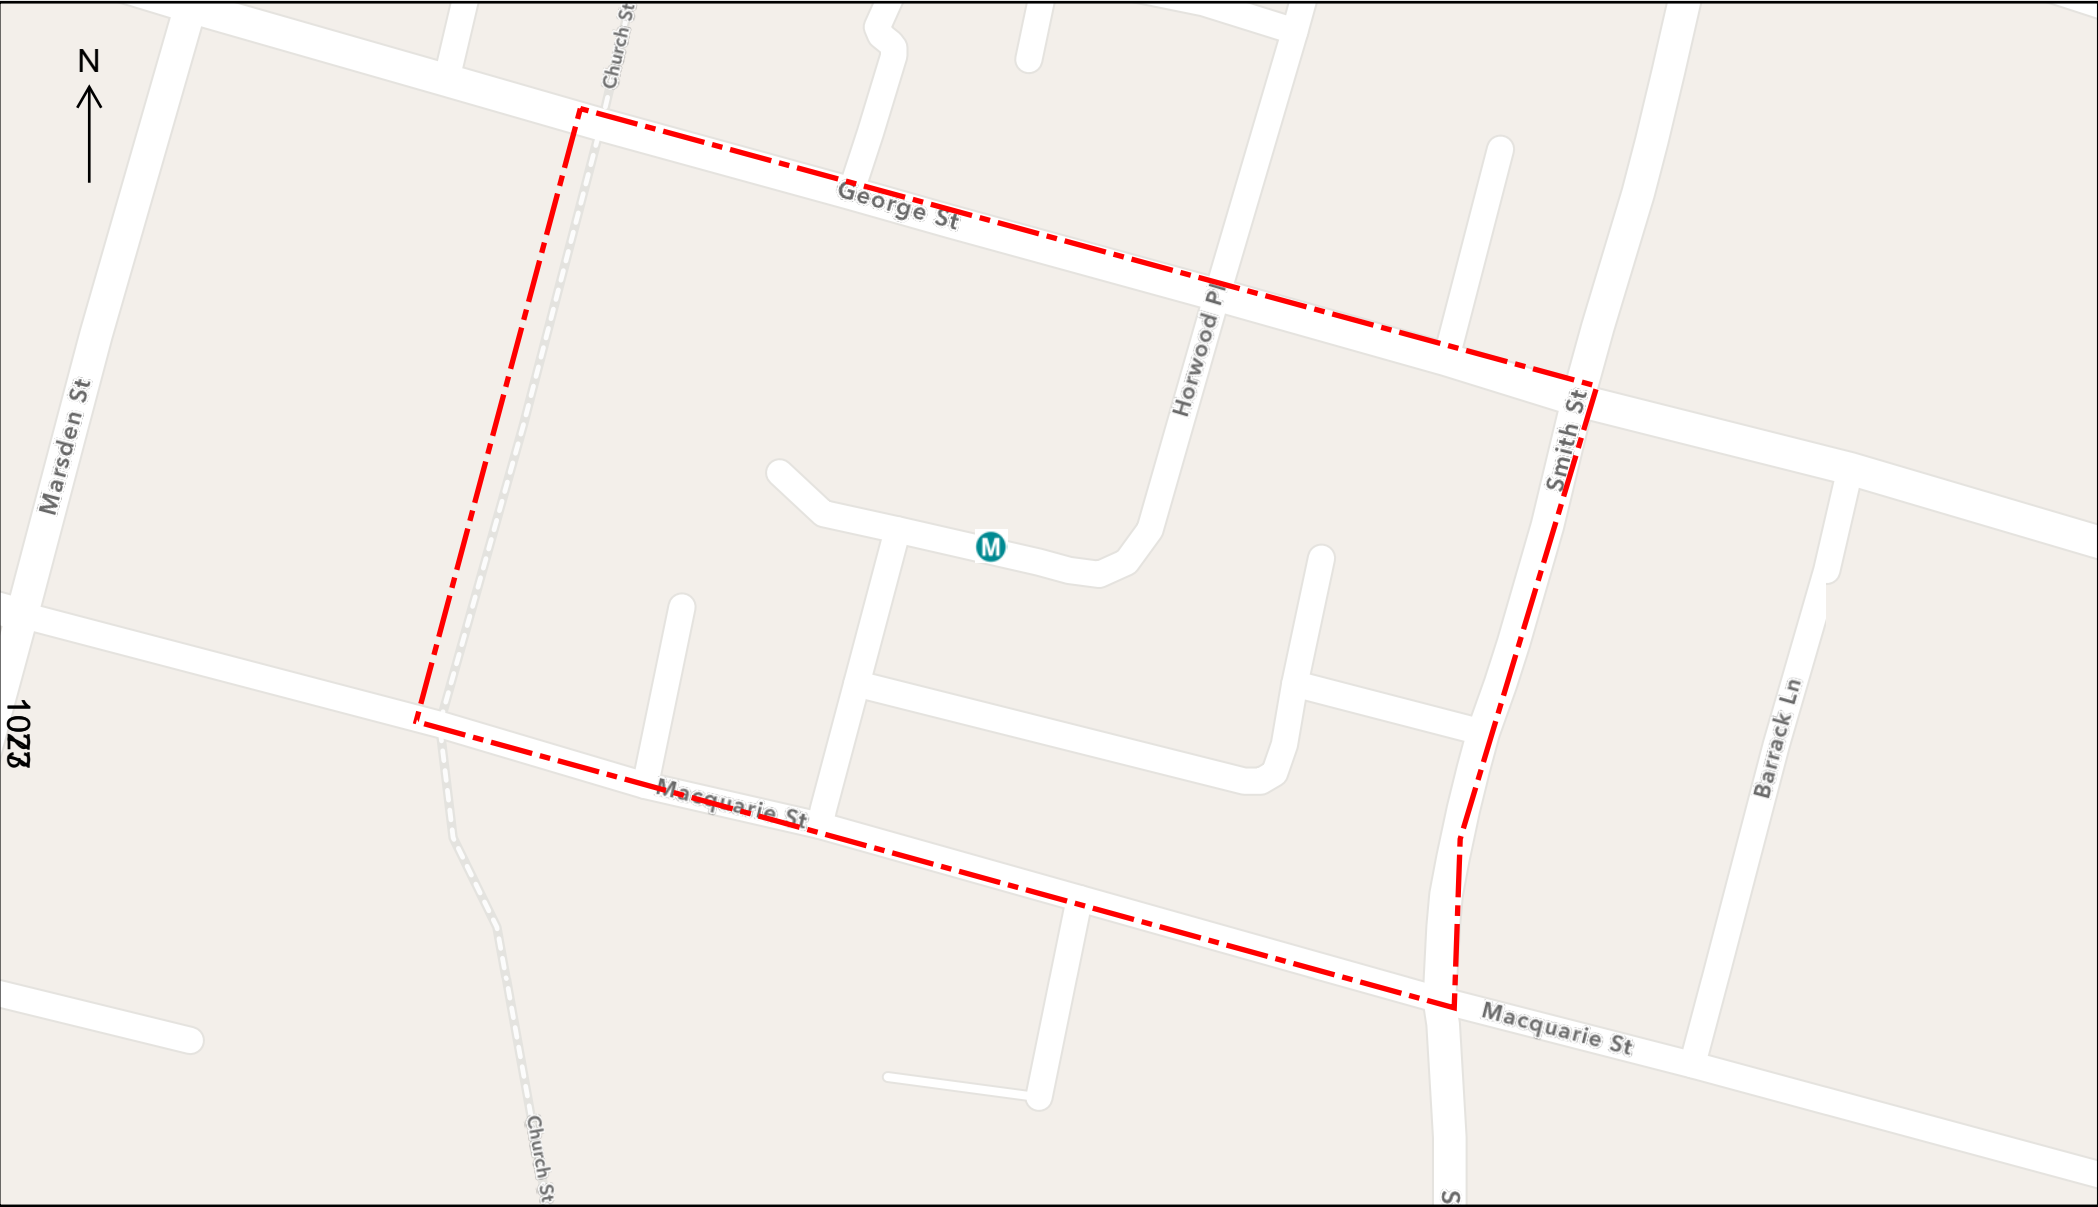 N
Church St
George St
Horwood Pl
Smith St
Marsden St
M
Barrack Ln
Macquarie St
Macquarie St
Church St
S